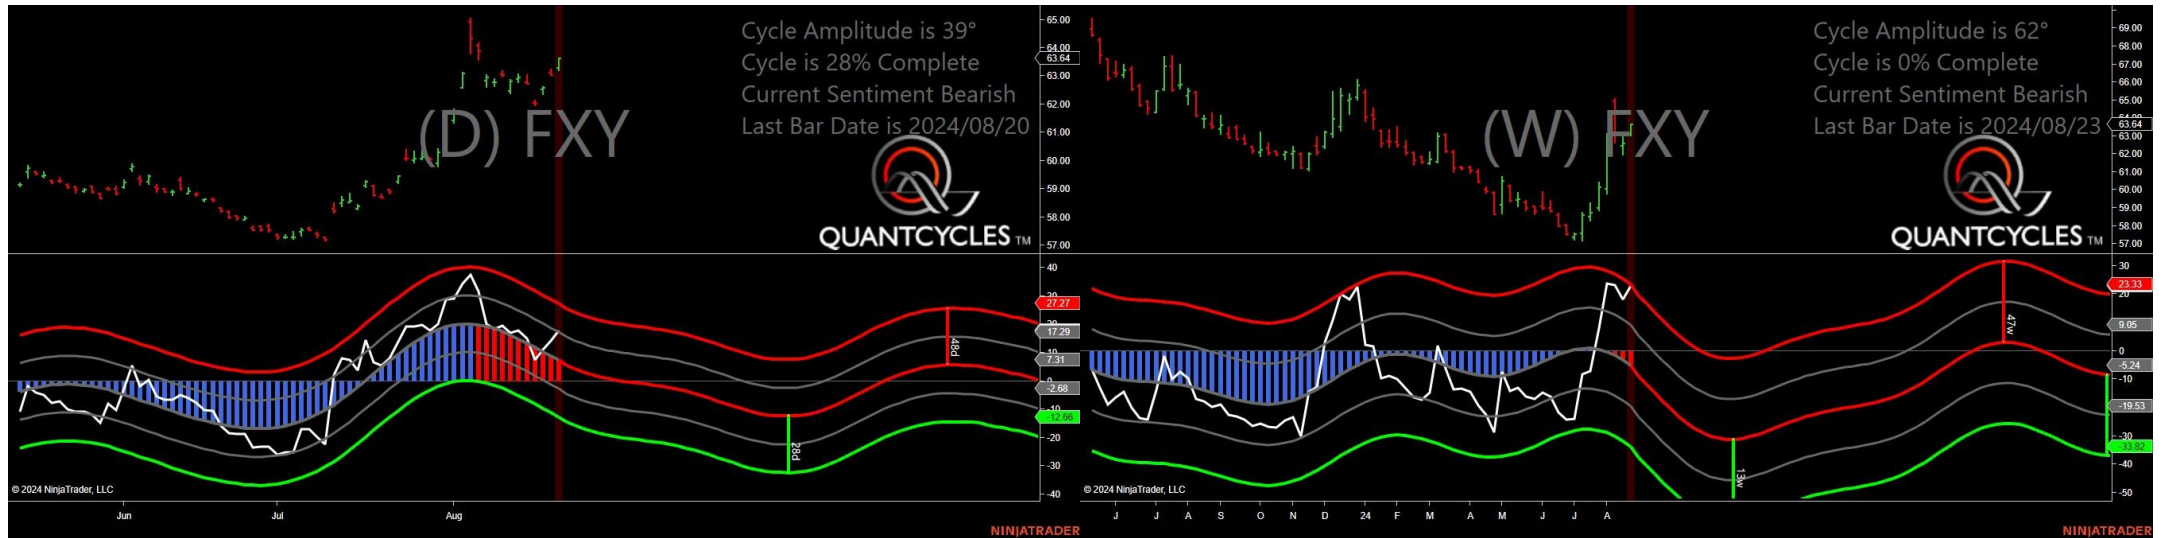 Cycle Amplitude is 39°
Cycle is 28% Complete
Current Sentiment Bearish
Last Bar Date is 2024/08/20
(D) FXY
QUANTCYCLES TM
65.00
64.00
63.64
63.00
62.00
61.00
60.00
59.00
58.00
57.00
40
27.27
17.29
10
7.31
0
-2.68
-12.66
-20
-30
-40
48d
28d
© 2024 NinjaTrader, LLC
Jun Jul Aug
NINJATRADER
Cycle Amplitude is 62°
Cycle is 0% Complete
Current Sentiment Bearish
Last Bar Date is 2024/08/23
(W) FXY
QUANTCYCLES TM
69.00
68.00
67.00
66.00
65.00
64.00
63.64
63.00
62.00
61.00
60.00
59.00
58.00
57.00
30
23.33
20
9.05
0
-5.24
-10
-19.53
-30
-33.82
-40
-50
47w
13w
© 2024 NinjaTrader, LLC
J J A S O N D 24 F M A M J J A
NINJATRADER